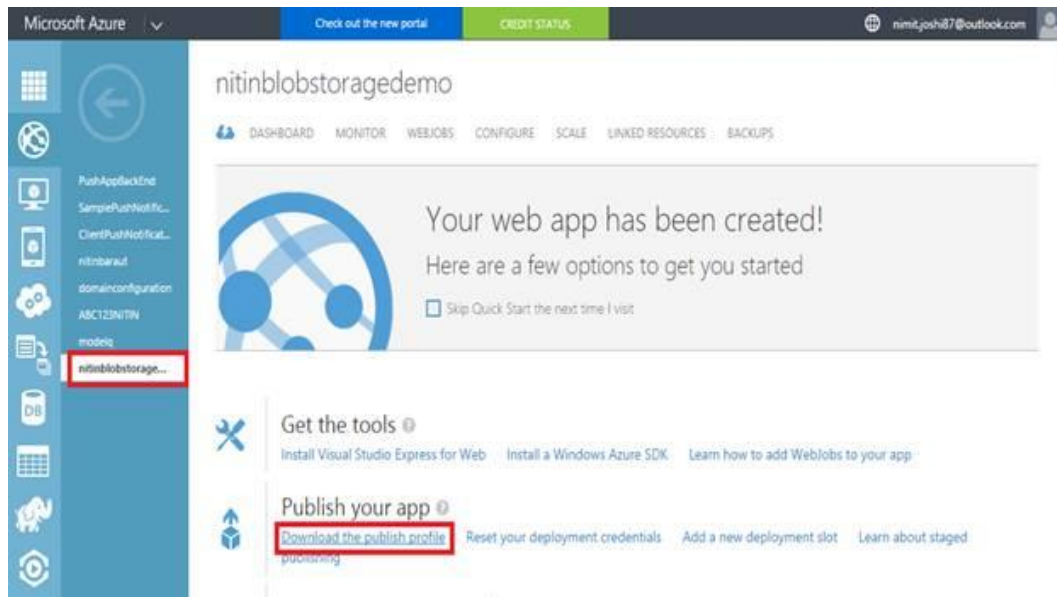 Microsoft Azure
Check out the new portal
CREDIT STATUS
nimit.joshi87@outlook.com
nitinblobstoragedemo
DASHBOARD MONITOR WEBJOBS CONFIGURE SCALE LINKED RESOURCES BACKUPS
PushAppBackEnd
SamplePushNotific...
ClientPushNotificat...
nitinbaraut
domainconfiguration
ABC123NITIN
modelq
nitinblobstorage...
Your web app has been created!
Here are a few options to get you started
Skip Quick Start the next time I visit
DB
Get the tools ?
Install Visual Studio Express for Web Install a Windows Azure SDK Learn how to add WebJobs to your app
Publish your app ?
Download the publish profile Reset your deployment credentials Add a new deployment slot Learn about staged
publishing